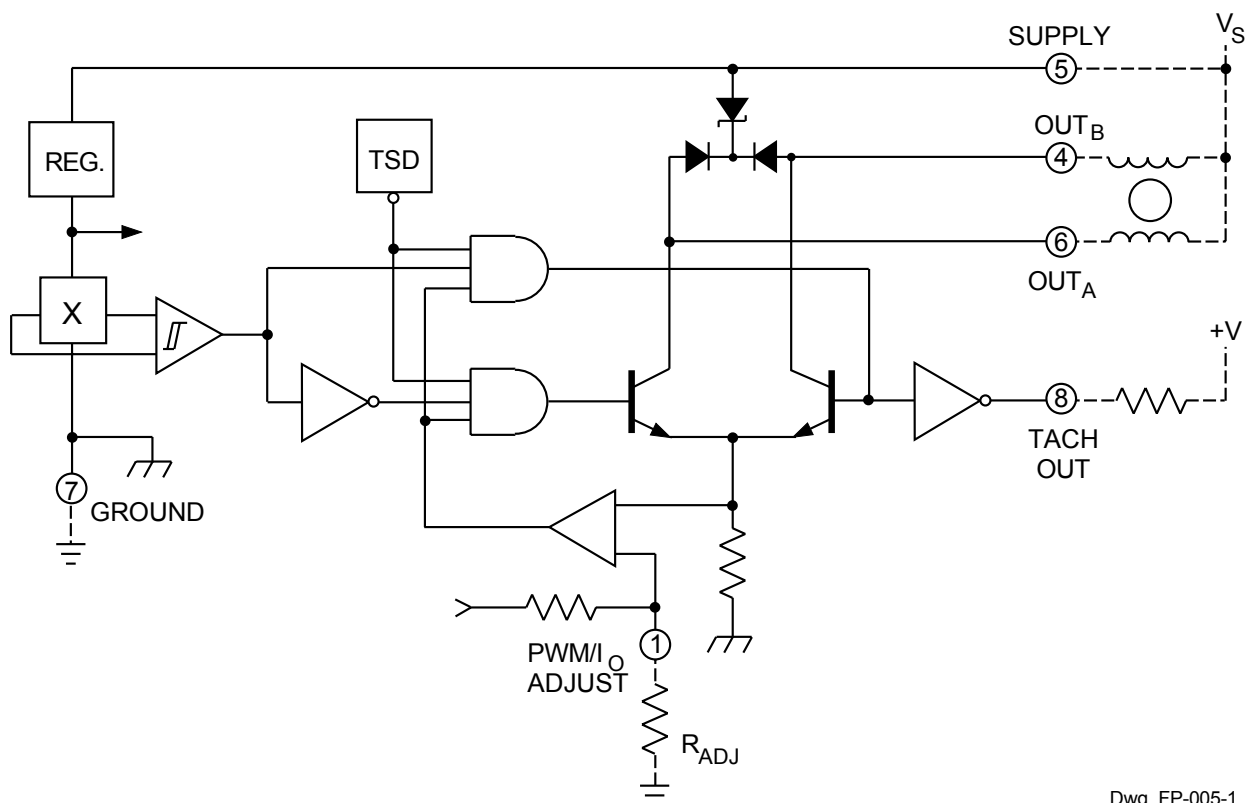 V_S
SUPPLY
5
OUT_B
REG.
TSD
4
6
OUT_A
X
+V
8
TACH
OUT
7
GROUND
1
PWM/I_O
ADJUST
R_ADJ
Dwg. FP-005-1